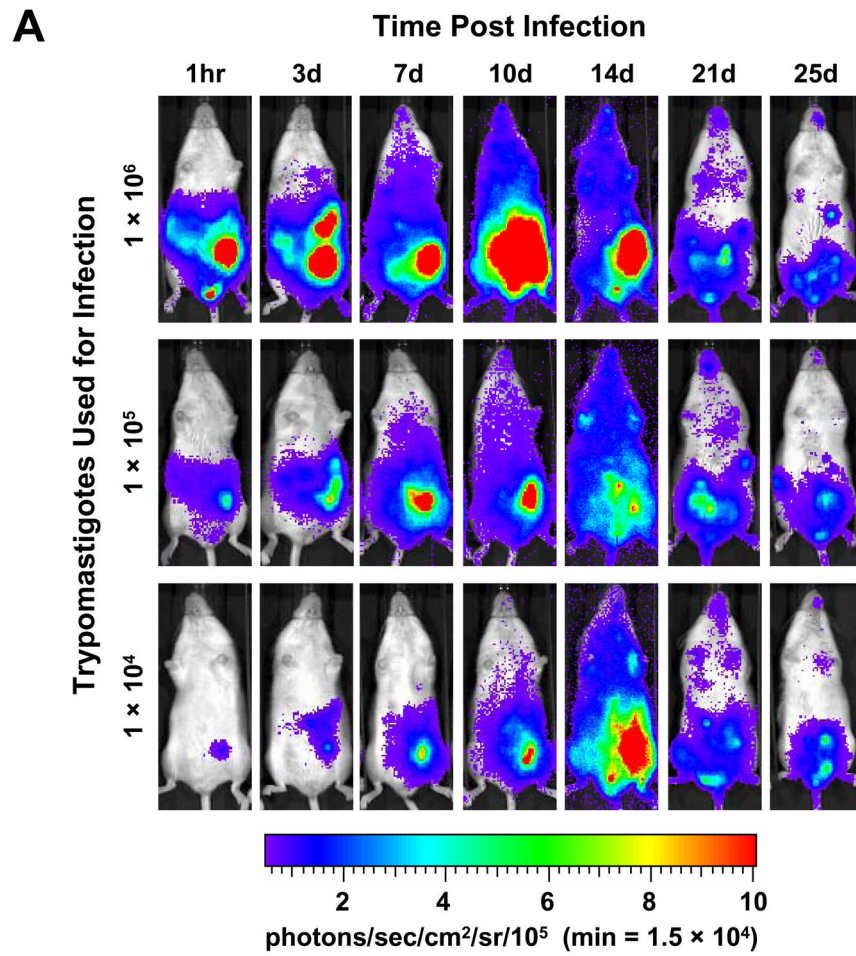 A
Time Post Infection
1hr 3d 7d 10d 14d 21d 25d
Trypomastigotes Used for Infection
1 × 10⁶
1 × 10⁵
1 × 10⁴
2 4 6 8 10
photons/sec/cm²/sr/10⁵ (min = 1.5 × 10⁴)